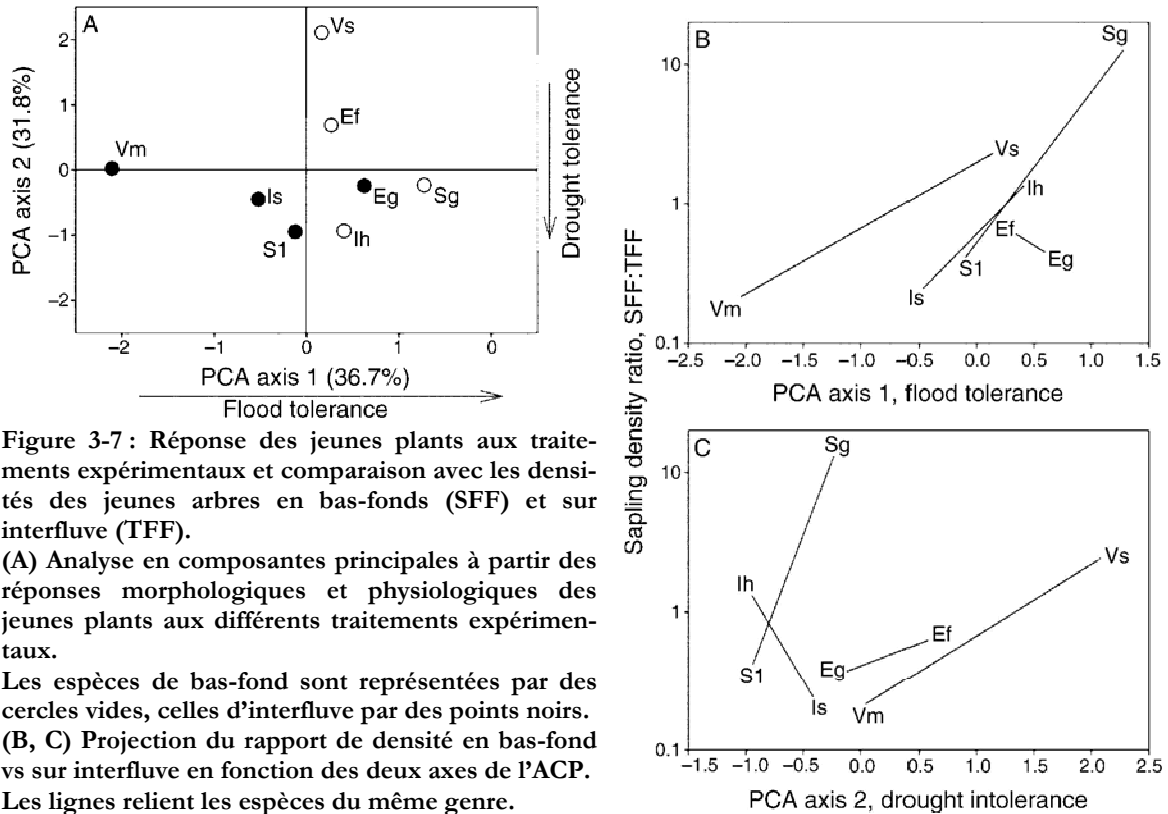 A
PCA axis 2 (31.8%)
2
1
0
−1
−2
Vs
Ef
Vm
Is
Eg
Sg
S1
Ih
Drought tolerance
−2
−1
0
1
0
PCA axis 1 (36.7%)
Flood tolerance
Figure 3-7 : Réponse des jeunes plants aux traite-
ments expérimentaux et comparaison avec les densi-
tés des jeunes arbres en bas-fonds (SFF) et sur
interfluve (TFF).
(A) Analyse en composantes principales à partir des
réponses morphologiques et physiologiques des
jeunes plants aux différents traitements expérimen-
taux.
Les espèces de bas-fond sont représentées par des
cercles vides, celles d’interfluve par des points noirs.
(B, C) Projection du rapport de densité en bas-fond
vs sur interfluve en fonction des deux axes de l’ACP.
Les lignes relient les espèces du même genre.
Sapling density ratio, SFF:TFF
B
10
1
0.1
Sg
Vs
Ih
Ef
Eg
S1
Is
Vm
−2.5
−2.0
−1.5
−1.0
−0.5
0.0
0.5
1.0
1.5
PCA axis 1, flood tolerance
C
10
1
0.1
Sg
Vs
Ih
Ef
Eg
S1
Is
Vm
−1.5
−1.0
−0.5
0.0
0.5
1.0
1.5
2.0
2.5
PCA axis 2, drought intolerance